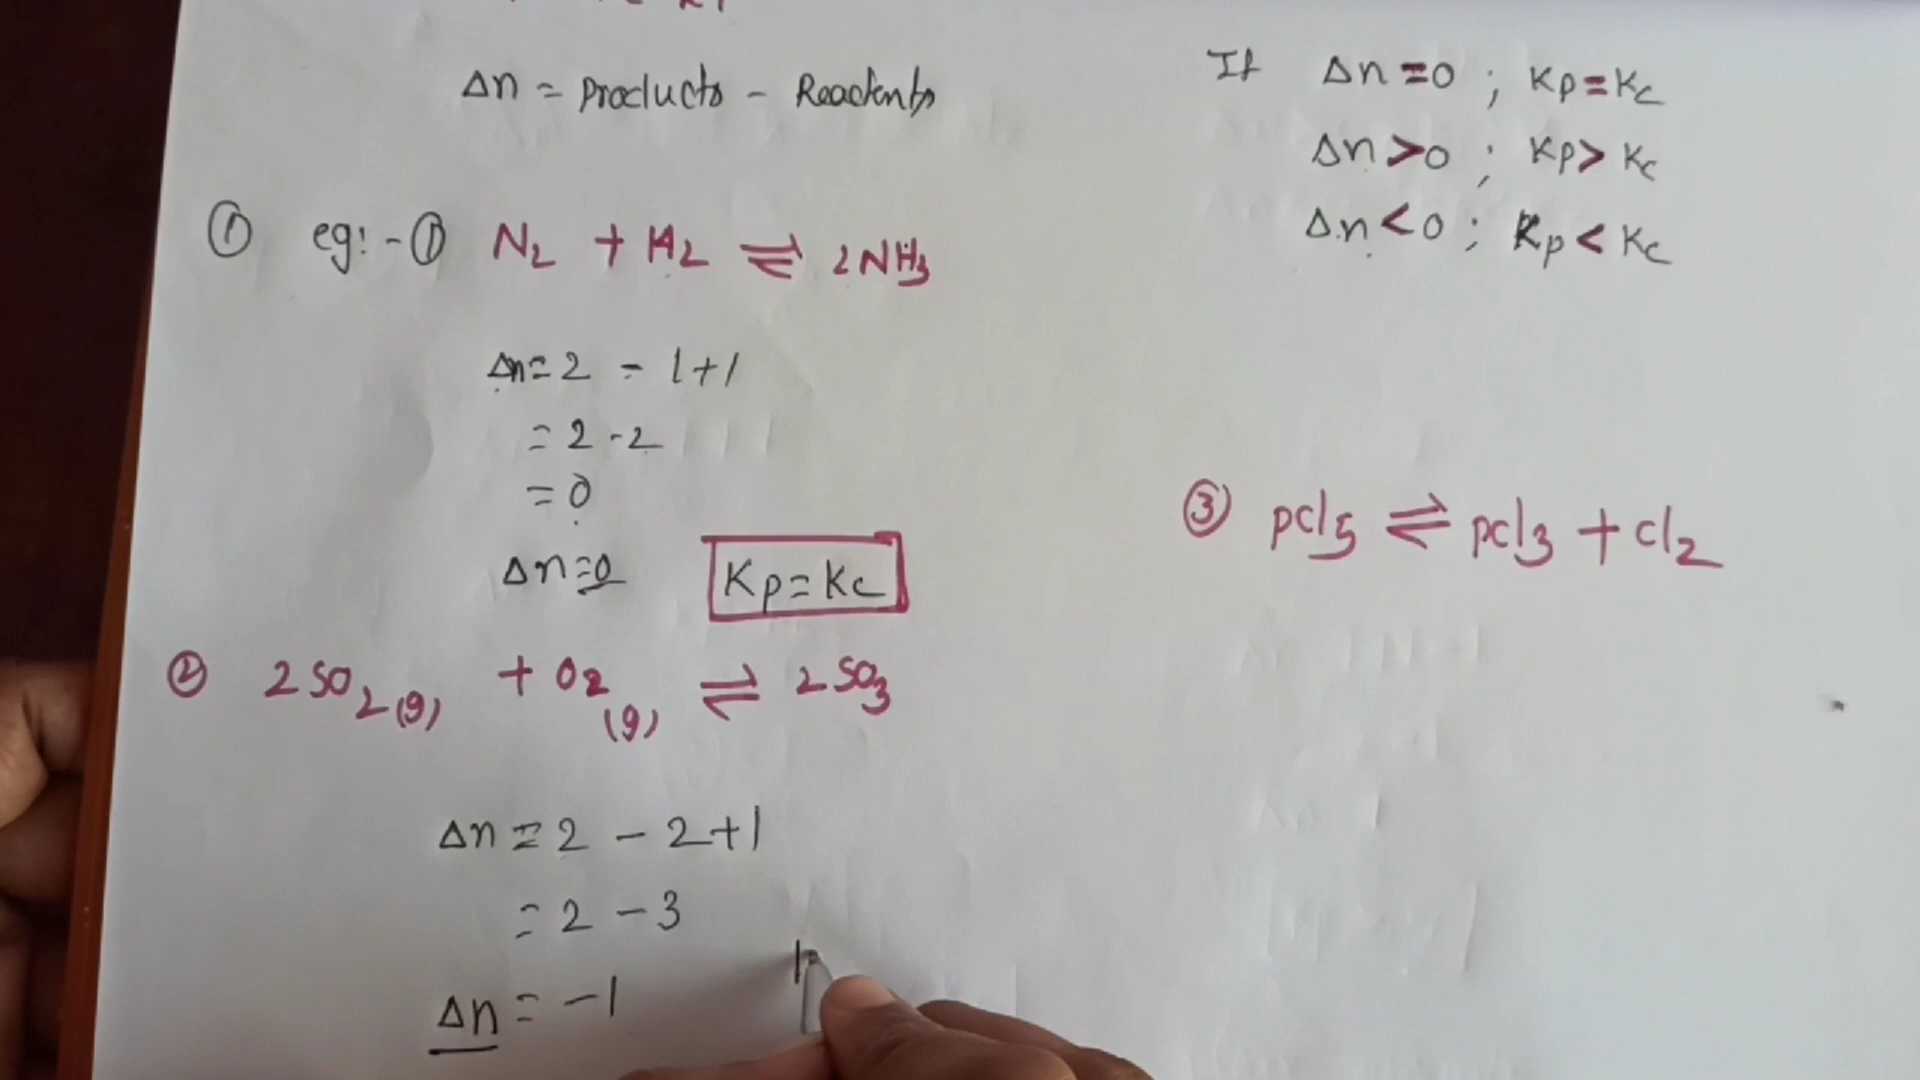 Δn = Products - Reactents
If Δn = 0 ; Kp = Kc
Δn > 0 ; Kp > Kc
Δn < 0 ; Kp < Kc
① eg:- ① N2 + H2 ⇌ 2NH3
Δn = 2 - 1+1
= 2 - 2
= 0
Δn = 0 Kp = Kc
② 2SO2(g) + O2(g) ⇌ 2SO3
Δn = 2 - 2+1
= 2 - 3
Δn = -1
③ pcl5 ⇌ pcl3 + cl2